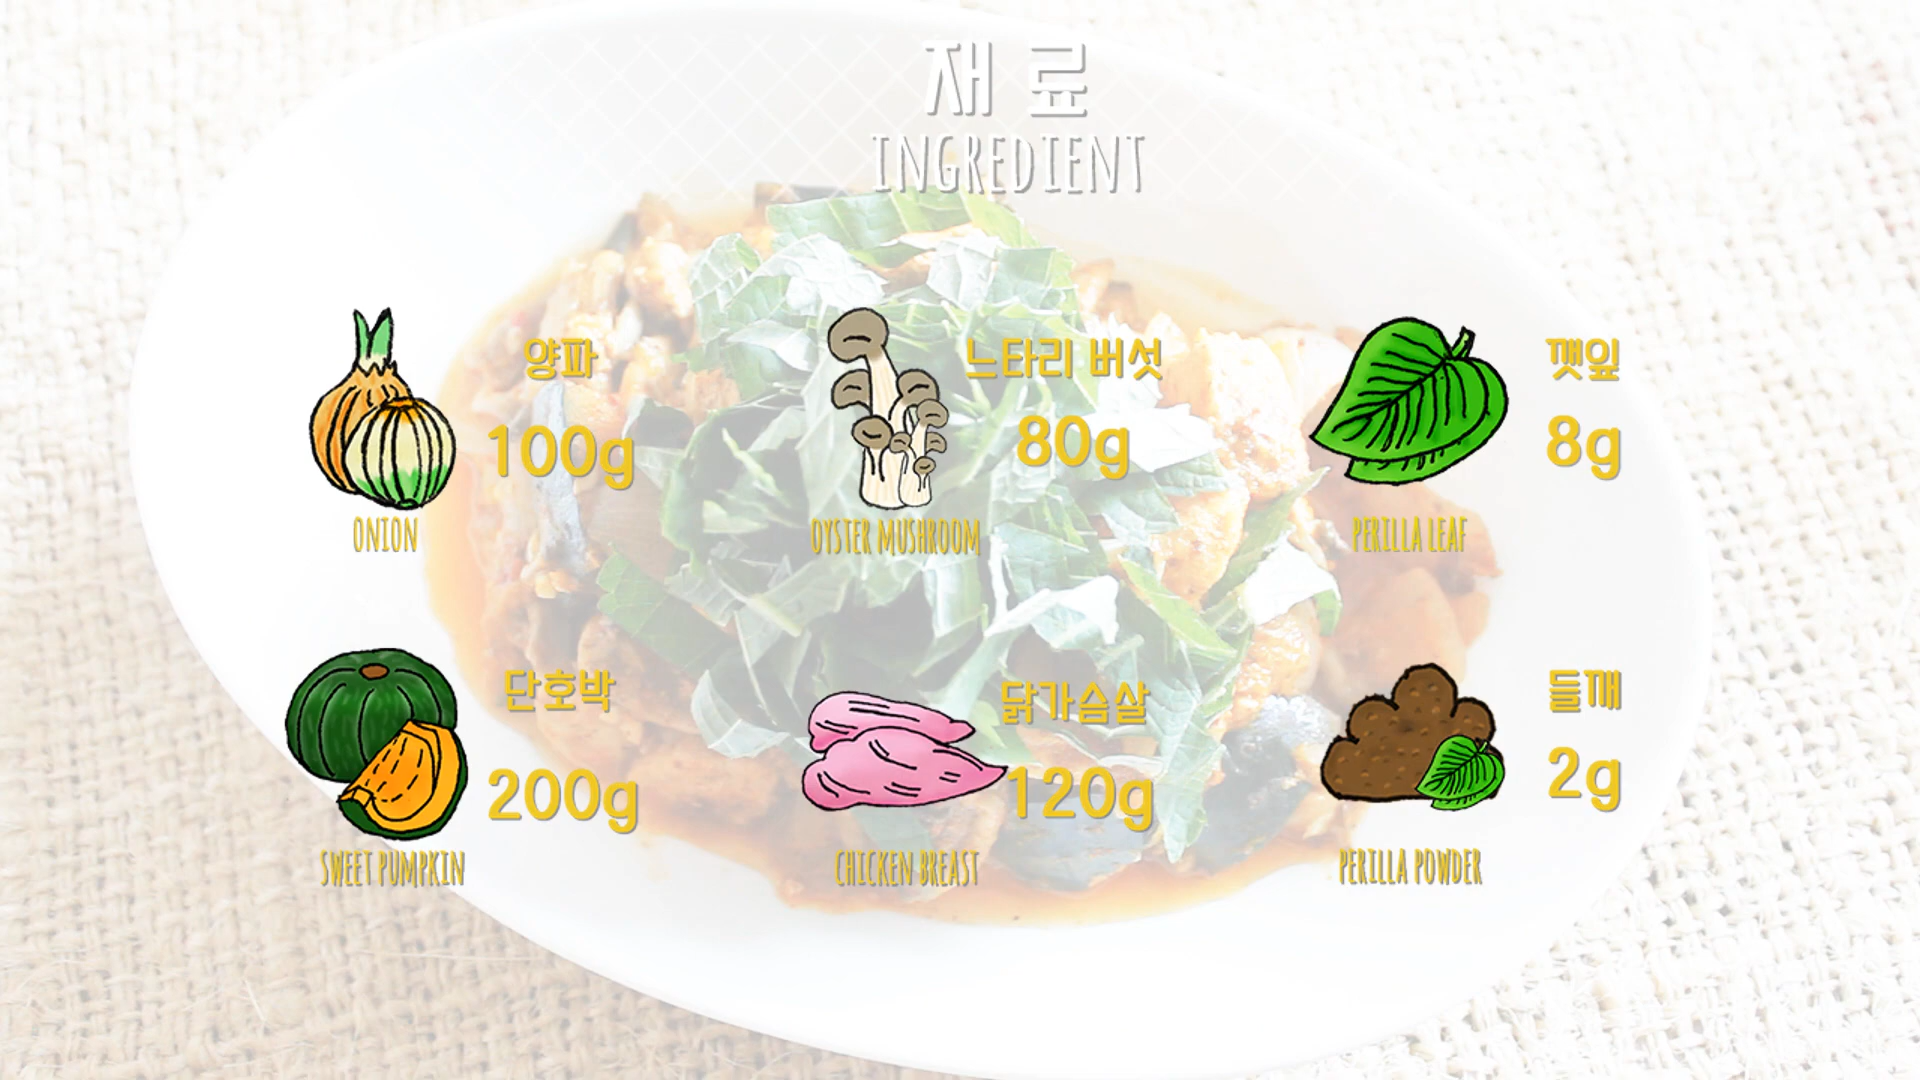 재 료
INGREDIENT
양파
100g
ONION
느타리 버섯
80g
OYSTER MUSHROOM
깻잎
8g
PERILLA LEAF
단호박
200g
SWEET PUMPKIN
닭가슴살
120g
CHICKEN BREAST
들깨
2g
PERILLA POWDER